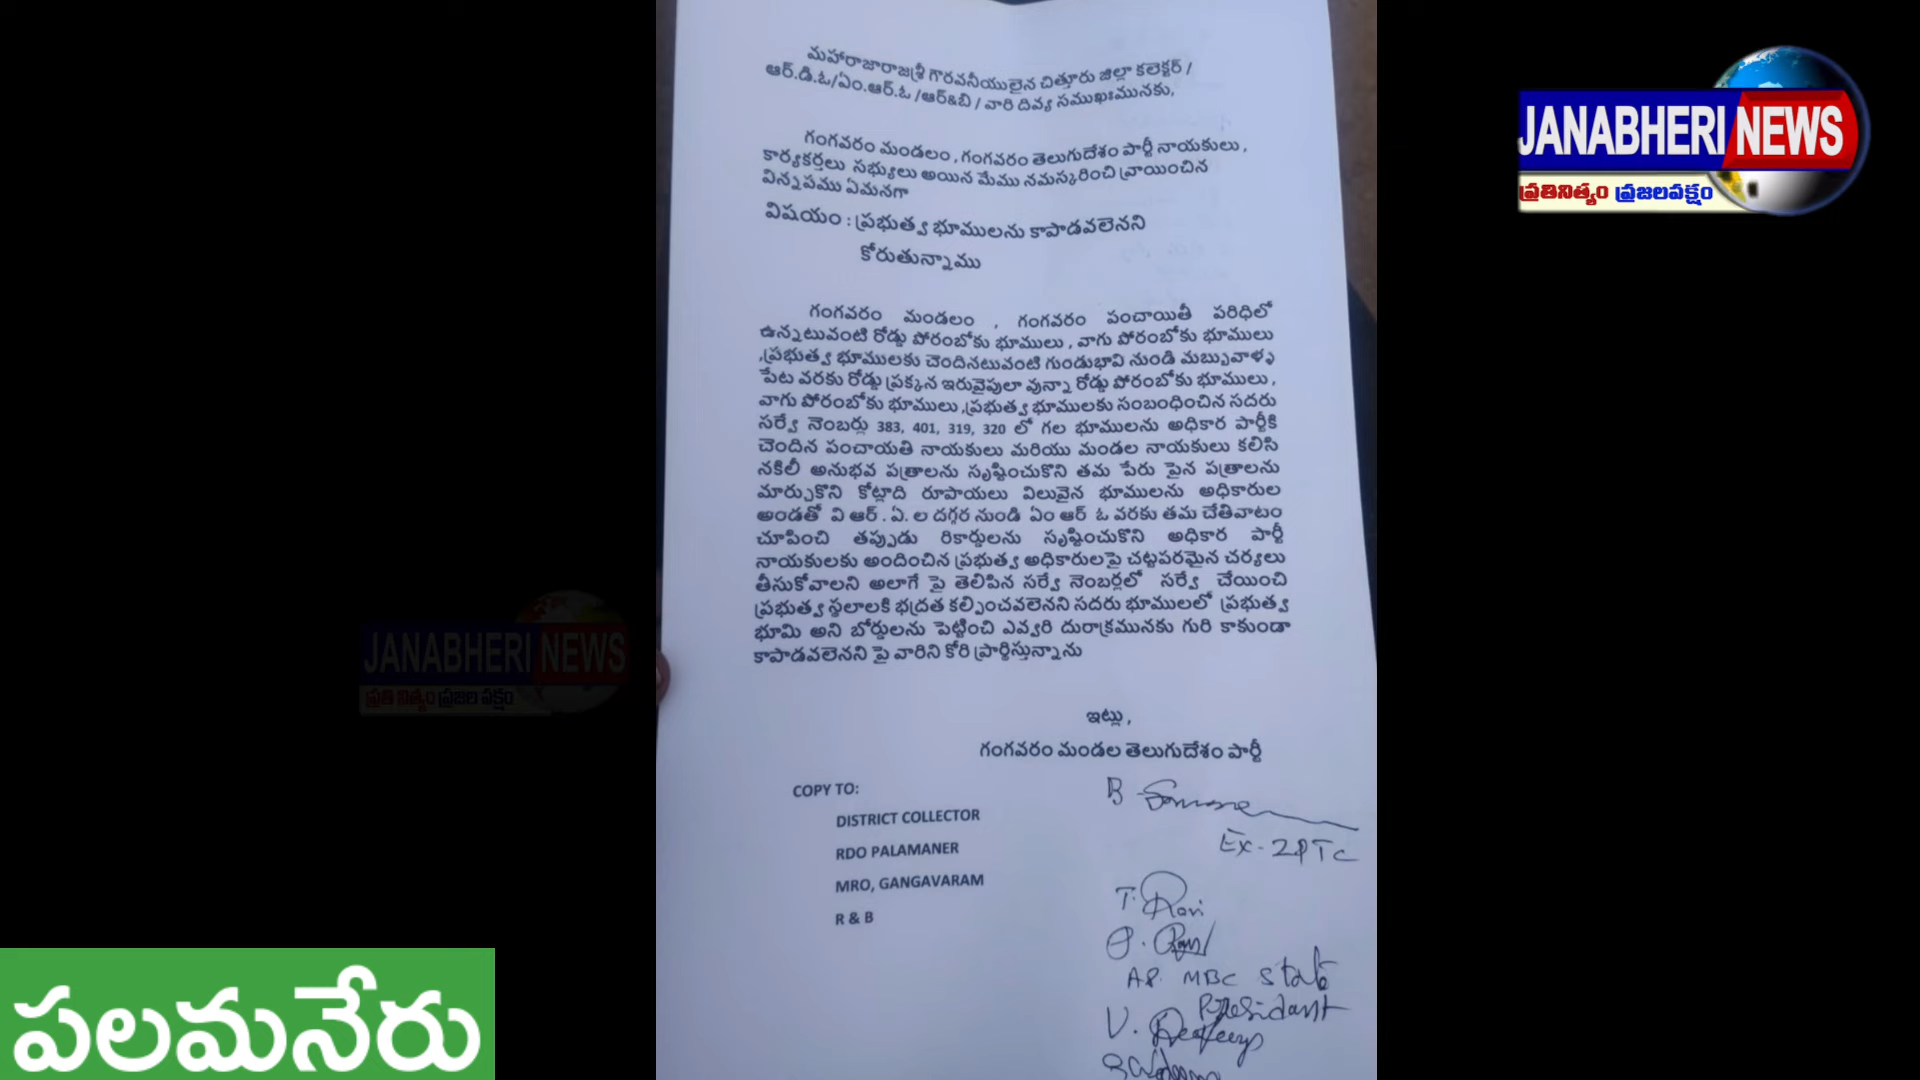 మహారాజారాజశ్రీ గౌరవనీయులైన చిత్తూరు జిల్లా కలెక్టర్ /
ఆర్.డి.ఓ/ఏం.ఆర్.ఓ /ఆర్&బి / వారి దివ్య సముఖఃమునకు,
గంగవరం మండలం , గంగవరం తెలుగుదేశం పార్టీ నాయకులు ,
కార్యకర్తలు సభ్యులు అయిన మేము నమస్కరించి వ్రాయించిన
విన్నపము ఏమనగా
విషయం : ప్రభుత్వ భూములను కాపాడవలెనని
కోరుతున్నాము
గంగవరం మండలం , గంగవరం పంచాయితీ పరిధిలో
ఉన్నటువంటి రోడ్డు పోరంబోకు భూములు , వాగు పోరంబోకు భూములు
,ప్రభుత్వ భూములకు చెందినటువంటి గుండుభావి నుండి మబ్బువాళ్ళ
పేట వరకు రోడ్డు ప్రక్కన ఇరువైపులా వున్నా రోడ్డు పోరంబోకు భూములు ,
వాగు పోరంబోకు భూములు ,ప్రభుత్వ భూములకు సంబంధించిన సదరు
సర్వే నెంబర్లు 383, 401, 319, 320 లో గల భూములను అధికార పార్టీకి
చెందిన పంచాయతి నాయకులు మరియు మండల నాయకులు కలిసి
నకిలీ అనుభవ పత్రాలను సృష్టించుకొని తమ పేరు పైన పత్రాలను
మార్చుకొని కోట్లాది రూపాయలు విలువైన భూములను అధికారుల
అండతో వి ఆర్ . ఏ. ల దగ్గర నుండి ఏం ఆర్ ఓ వరకు తమ చేతివాటం
చూపించి తప్పుడు రికార్డులను సృష్టించుకొని అధికార పార్టీ
నాయకులకు అందించిన ప్రభుత్వ అధికారులపై చట్టపరమైన చర్యలు
తీసుకోవాలని అలాగే పై తెలిపిన సర్వే నెంబర్లలో సర్వే చేయించి
ప్రభుత్వ స్థలాలకి భద్రత కల్పించవలెనని సదరు భూములలో ప్రభుత్వ
భూమి అని బోర్డులను పెట్టించి ఎవ్వరి దురాక్రమునకు గురి కాకుండా
కాపాడవలెనని పై వారిని కోరి ప్రార్థిస్తున్నాను
ఇట్లు ,
గంగవరం మండల తెలుగుదేశం పార్టీ
COPY TO:
DISTRICT COLLECTOR
RDO PALAMANER
MRO, GANGAVARAM
R & B
B
Ex-ZPTC
T. Ravi
AP. MBC State
President
V.
JANABHERI NEWS
ప్రతినిత్యం ప్రజలపక్షం
JANABHERI NEWS
ప్రతి నిత్యం ప్రజల పక్షం
పలమనేరు